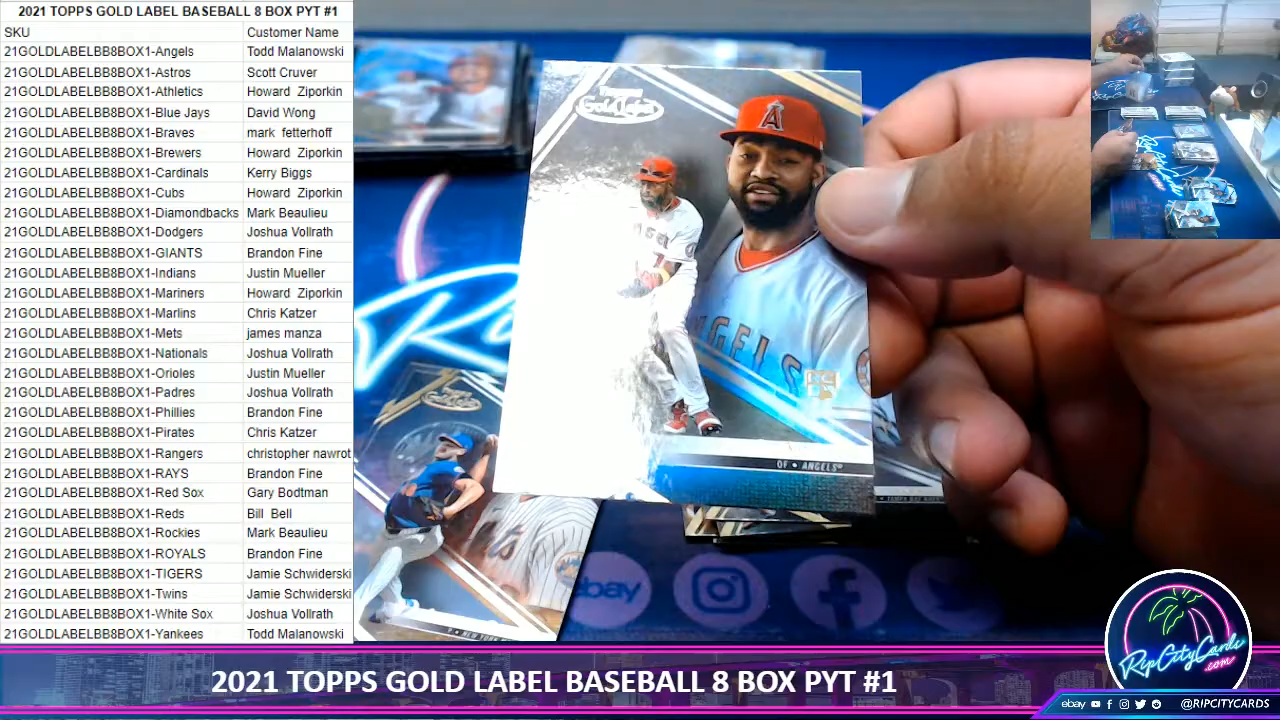 2021 TOPPS GOLD LABEL BASEBALL 8 BOX PYT #1
SKU Customer Name
21GOLDLABELBB8BOX1-Angels Todd Malanowski
21GOLDLABELBB8BOX1-Astros Scott Cruver
21GOLDLABELBB8BOX1-Athletics Howard Ziporkin
21GOLDLABELBB8BOX1-Blue Jays David Wong
21GOLDLABELBB8BOX1-Braves mark fetterhoff
21GOLDLABELBB8BOX1-Brewers Howard Ziporkin
21GOLDLABELBB8BOX1-Cardinals Kerry Biggs
21GOLDLABELBB8BOX1-Cubs Howard Ziporkin
21GOLDLABELBB8BOX1-Diamondbacks Mark Beaulieu
21GOLDLABELBB8BOX1-Dodgers Joshua Vollrath
21GOLDLABELBB8BOX1-GIANTS Brandon Fine
21GOLDLABELBB8BOX1-Indians Justin Mueller
21GOLDLABELBB8BOX1-Mariners Howard Ziporkin
21GOLDLABELBB8BOX1-Marlins Chris Katzer
21GOLDLABELBB8BOX1-Mets james manza
21GOLDLABELBB8BOX1-Nationals Joshua Vollrath
21GOLDLABELBB8BOX1-Orioles Justin Mueller
21GOLDLABELBB8BOX1-Padres Joshua Vollrath
21GOLDLABELBB8BOX1-Phillies Brandon Fine
21GOLDLABELBB8BOX1-Pirates Chris Katzer
21GOLDLABELBB8BOX1-Rangers christopher nawrot
21GOLDLABELBB8BOX1-RAYS Brandon Fine
21GOLDLABELBB8BOX1-Red Sox Gary Bodtman
21GOLDLABELBB8BOX1-Reds Bill Bell
21GOLDLABELBB8BOX1-Rockies Mark Beaulieu
21GOLDLABELBB8BOX1-ROYALS Brandon Fine
21GOLDLABELBB8BOX1-TIGERS Jamie Schwiderski
21GOLDLABELBB8BOX1-Twins Jamie Schwiderski
21GOLDLABELBB8BOX1-White Sox Joshua Vollrath
21GOLDLABELBB8BOX1-Yankees Todd Malanowski
Topps
Gold Label
A
ANGELS
OF • ANGELS
ebay
RipCityCards
.com
2021 TOPPS GOLD LABEL BASEBALL 8 BOX PYT #1
ebay @RIPCITYCARDS